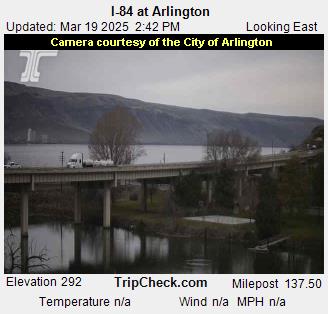 I-84 at Arlington
Updated: Mar 19 2025 2:42 PM Looking East
Camera courtesy of the City of Arlington
Elevation 292 TripCheck.com Milepost 137.50
Temperature n/a Wind n/a MPH n/a